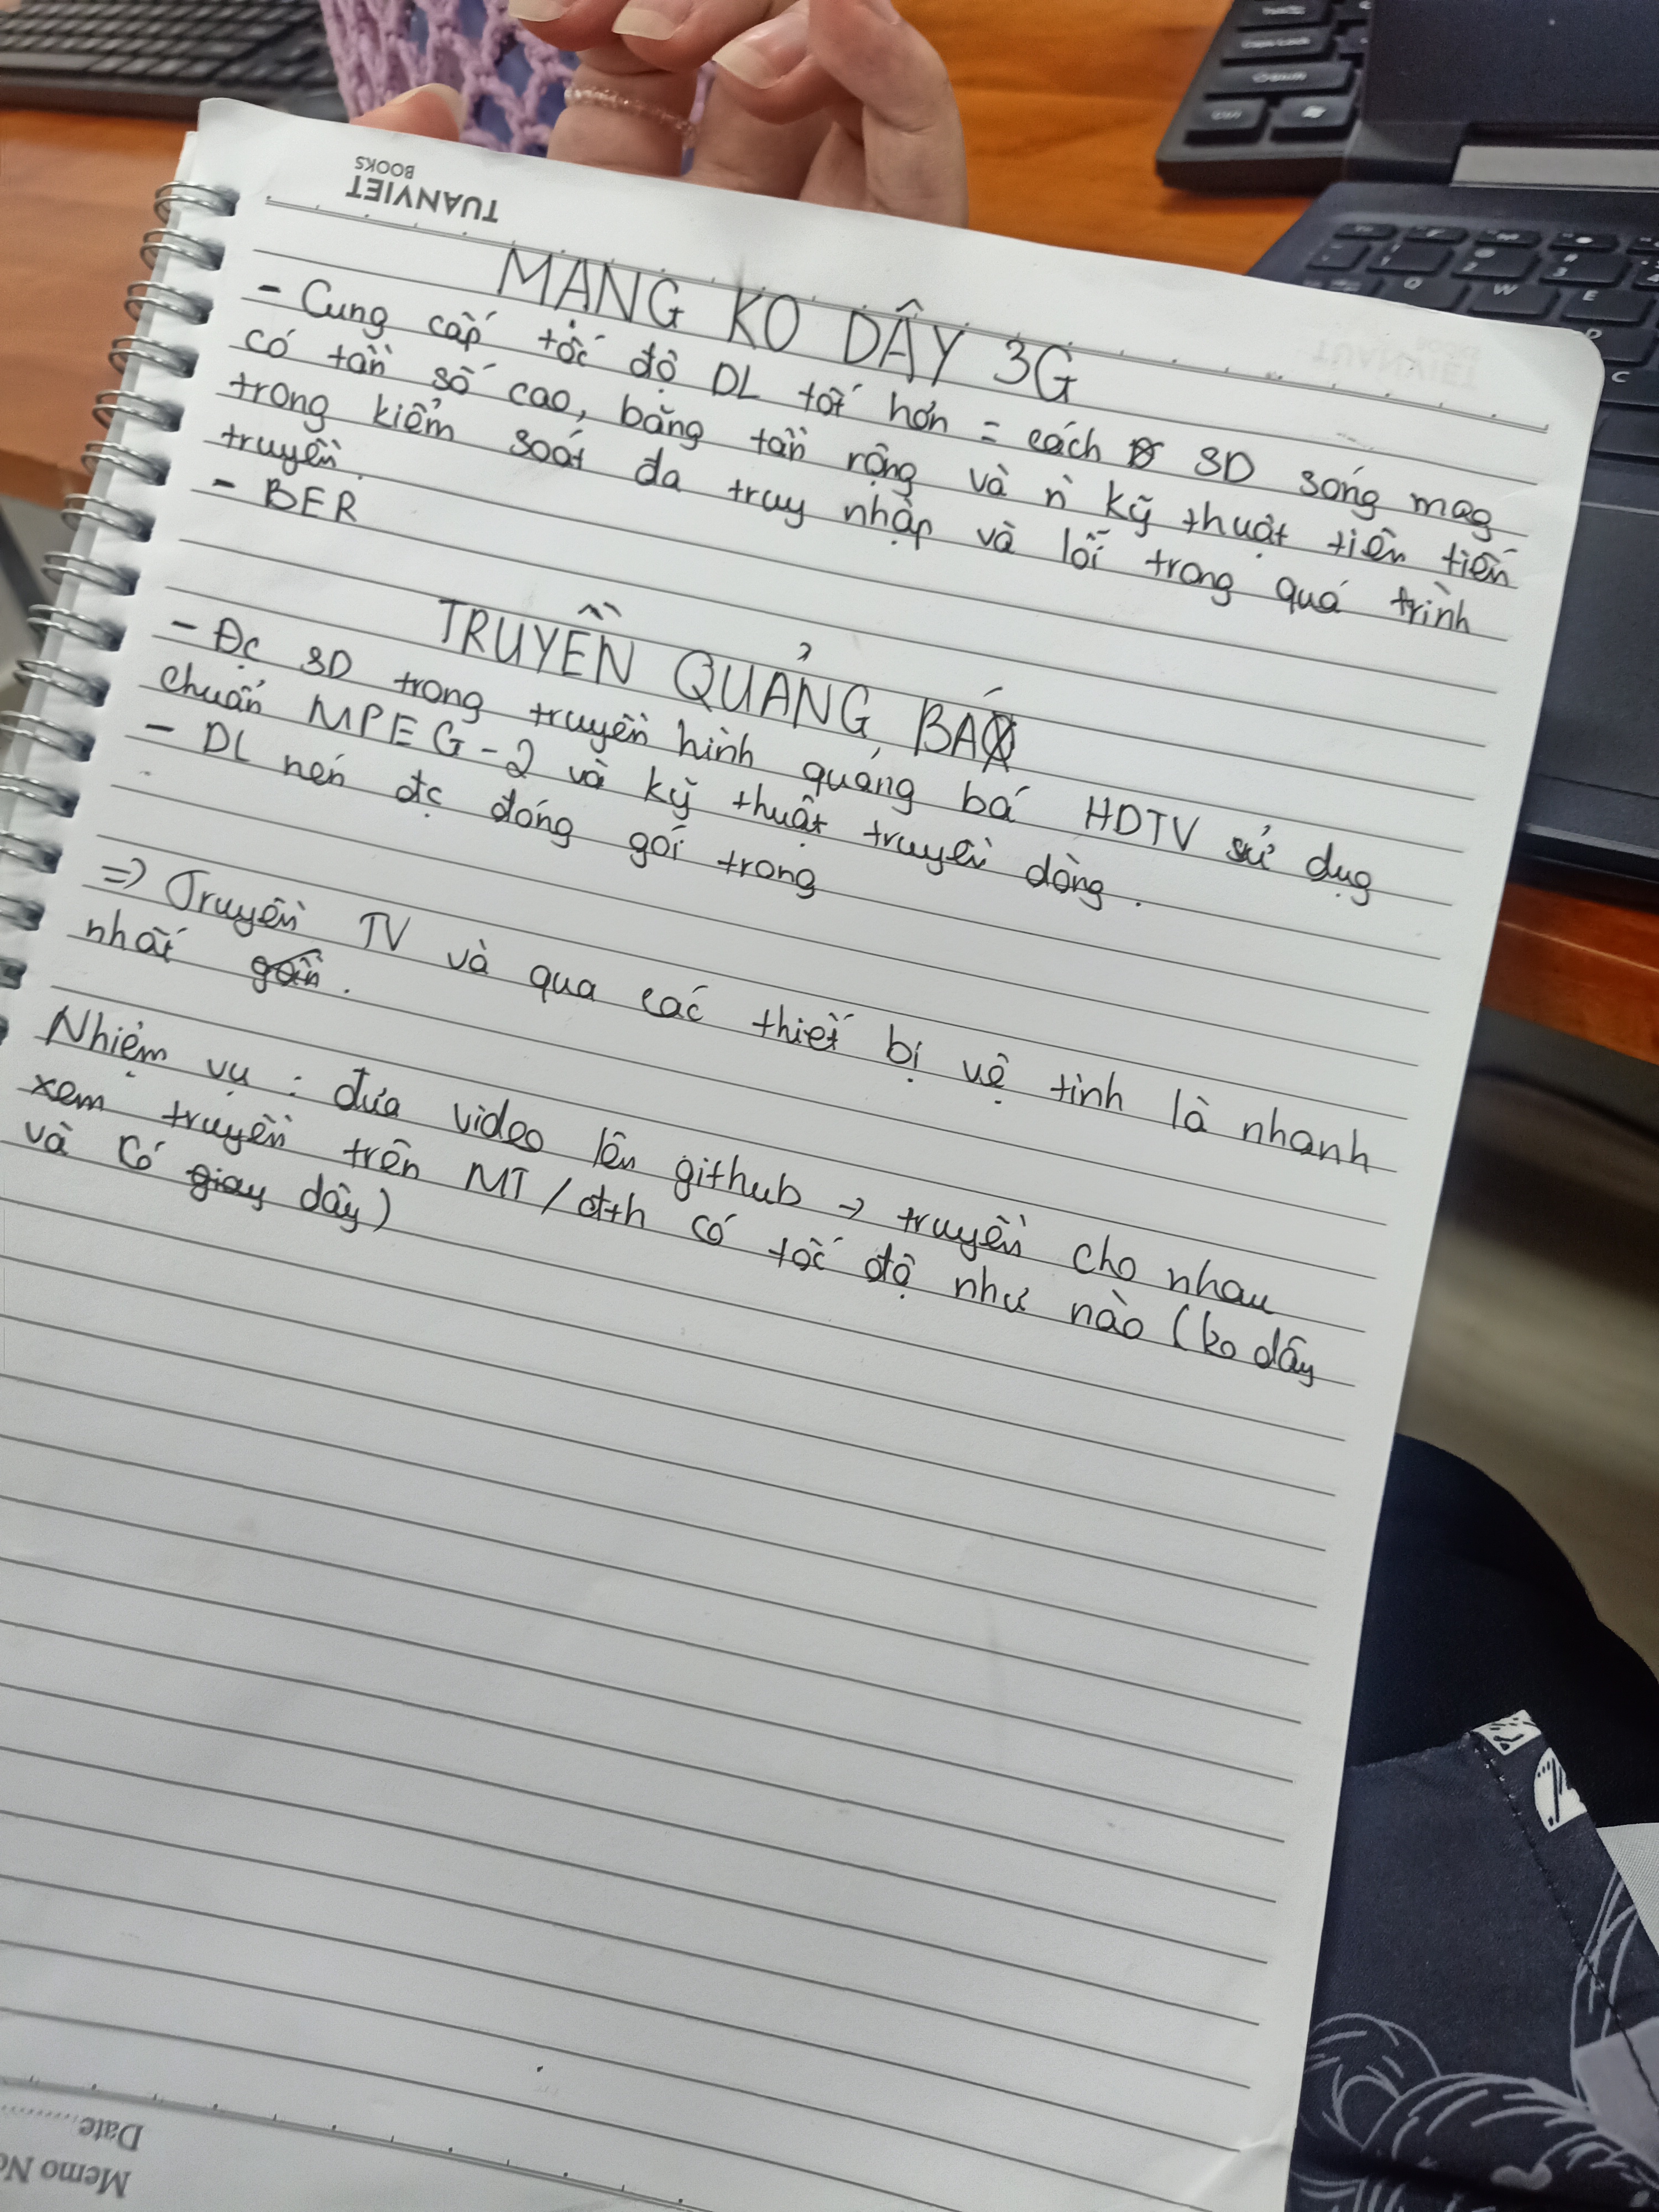 TUANVIET
BOOKS
MẠNG KO DÂY 3G
- Cung cấp tốc độ DL tốt hơn = cách SD sóng mag
có tần số cao, băng tần rộng và n` kỹ thuật tiên tiến
trong kiểm soát đa truy nhập và lỗi trong quá trình
truyền.
- BER
TRUYỀN QUẢNG BÁ
- Đc SD trong truyền hình quảng bá HDTV sử dụg
chuẩn MPEG-2 và kỹ thuật truyền dòng.
- DL nén đc đóng gói trong
=> Truyền TV và qua các thiết bị vệ tinh là nhanh
nhất gần.
Nhiệm vụ : đưa video lên github → truyền cho nhau
xem truyền trên MT/đth có tốc độ như nào (ko dây
và có giay dây)
Date
Memo No